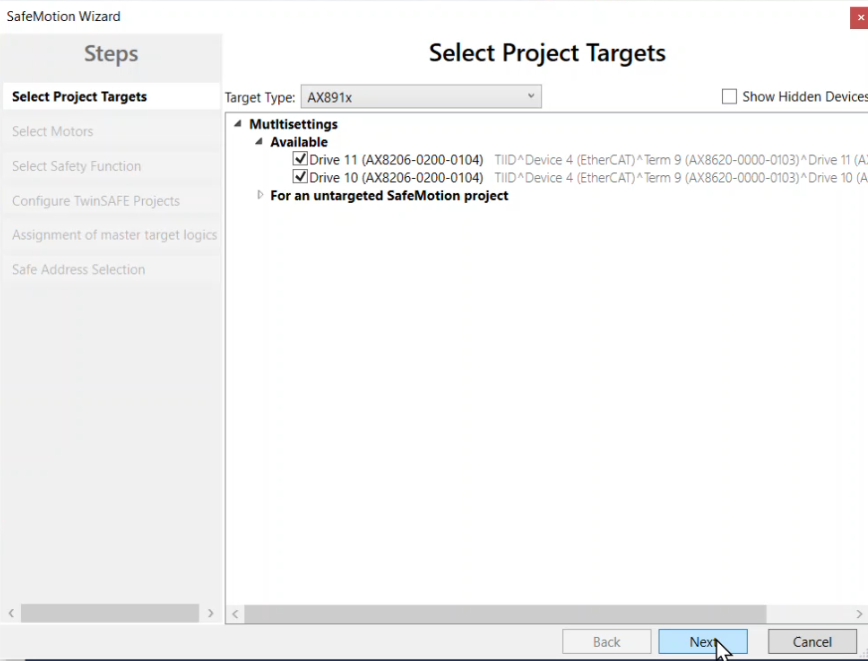 SafeMotion Wizard
Steps
Select Project Targets
Select Motors
Select Safety Function
Configure TwinSAFE Projects
Assignment of master target logics
Safe Address Selection
Select Project Targets
Target Type: AX891x
Show Hidden Devices
Mutltisettings
Available
Drive 11 (AX8206-0200-0104) TIID^Device 4 (EtherCAT)^Term 9 (AX8620-0000-0103)^Drive 11 (A
Drive 10 (AX8206-0200-0104) TIID^Device 4 (EtherCAT)^Term 9 (AX8620-0000-0103)^Drive 10 (A
For an untargeted SafeMotion project
Back Next Cancel